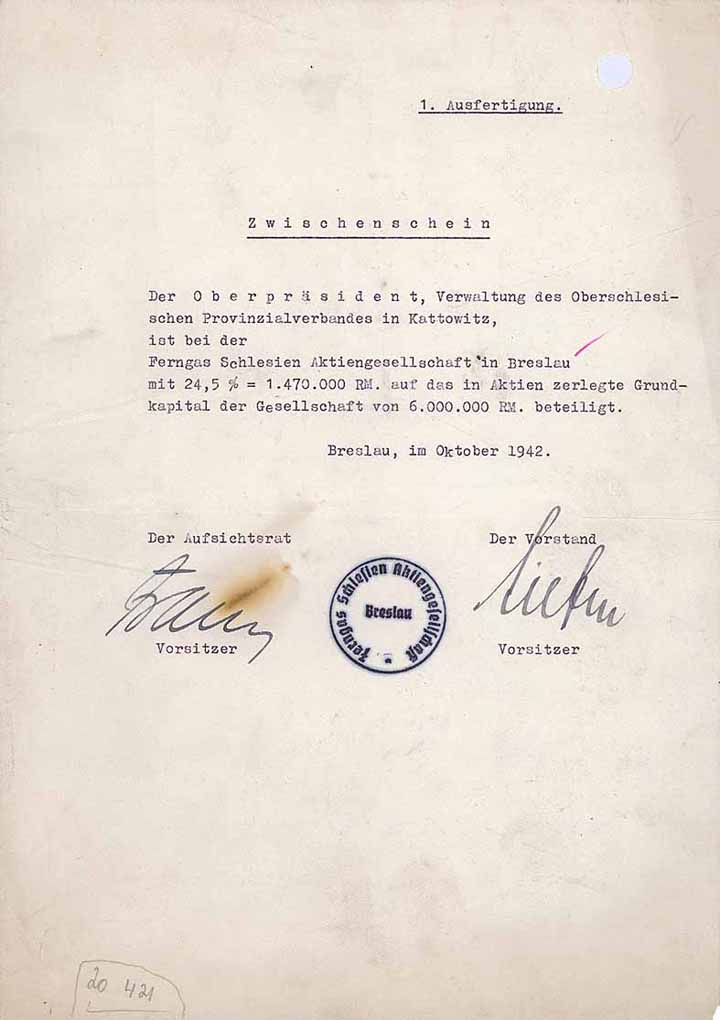 1. Ausfertigung.
Z w i s c h e n s c h e i n
Der O b e r p r ä s i d e n t, Verwaltung des Oberschlesi-
schen Provinzialverbandes in Kattowitz,
ist bei der
Ferngas Schlesien Aktiengesellschaft in Breslau
mit 24,5 % = 1.470.000 RM. auf das in Aktien zerlegte Grund-
kapital der Gesellschaft von 6.000.000 RM. beteiligt.
Breslau, im Oktober 1942.
Der Aufsichtsrat
Der Vorstand
Ferngas Schlesien Aktiengesellschaft
Breslau
Vorsitzer
Vorsitzer
20 421